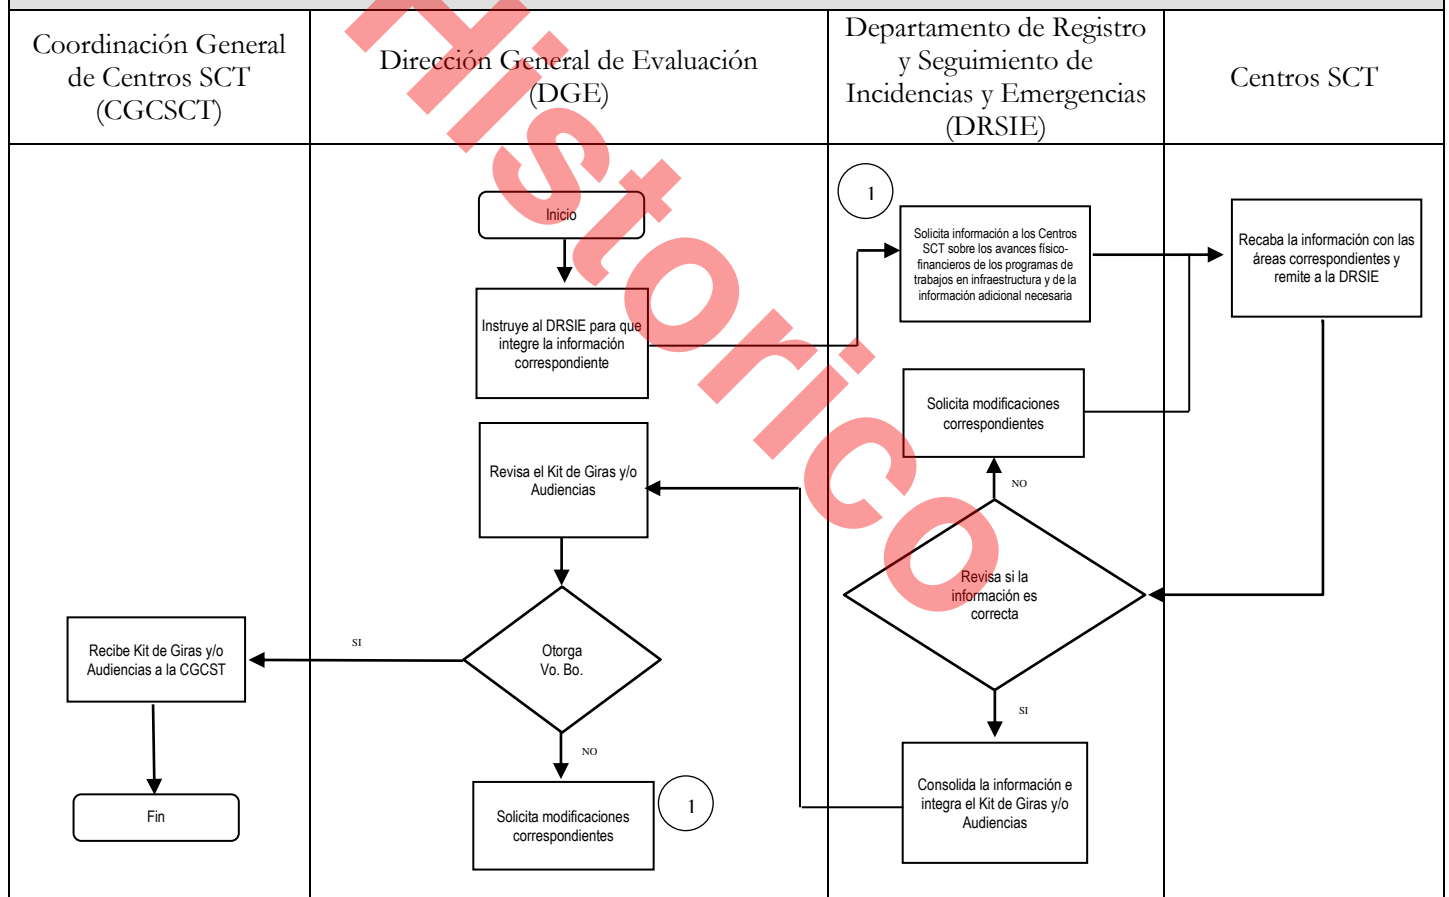 Coordinación General
de Centros SCT
(CGCSCT)
Dirección General de Evaluación
(DGE)
Departamento de Registro
y Seguimiento de
Incidencias y Emergencias
(DRSIE)
Centros SCT
Historico
Inicio
1
Solicita información a los Centros
SCT sobre los avances físico-
financieros de los programas de
trabajos en infraestructura y de la
información adicional necesaria
Recaba la información con las
áreas correspondientes y
remite a la DRSIE
Instruye al DRSIE para que
integre la información
correspondiente
Solicita modificaciones
correspondientes
Revisa el Kit de Giras y/o
Audiencias
NO
Revisa si la
información es
correcta
Recibe Kit de Giras y/o
Audiencias a la CGCST
SI
Otorga
Vo. Bo.
SI
NO
Consolida la información e
integra el Kit de Giras y/o
Audiencias
Fin
Solicita modificaciones
correspondientes
1